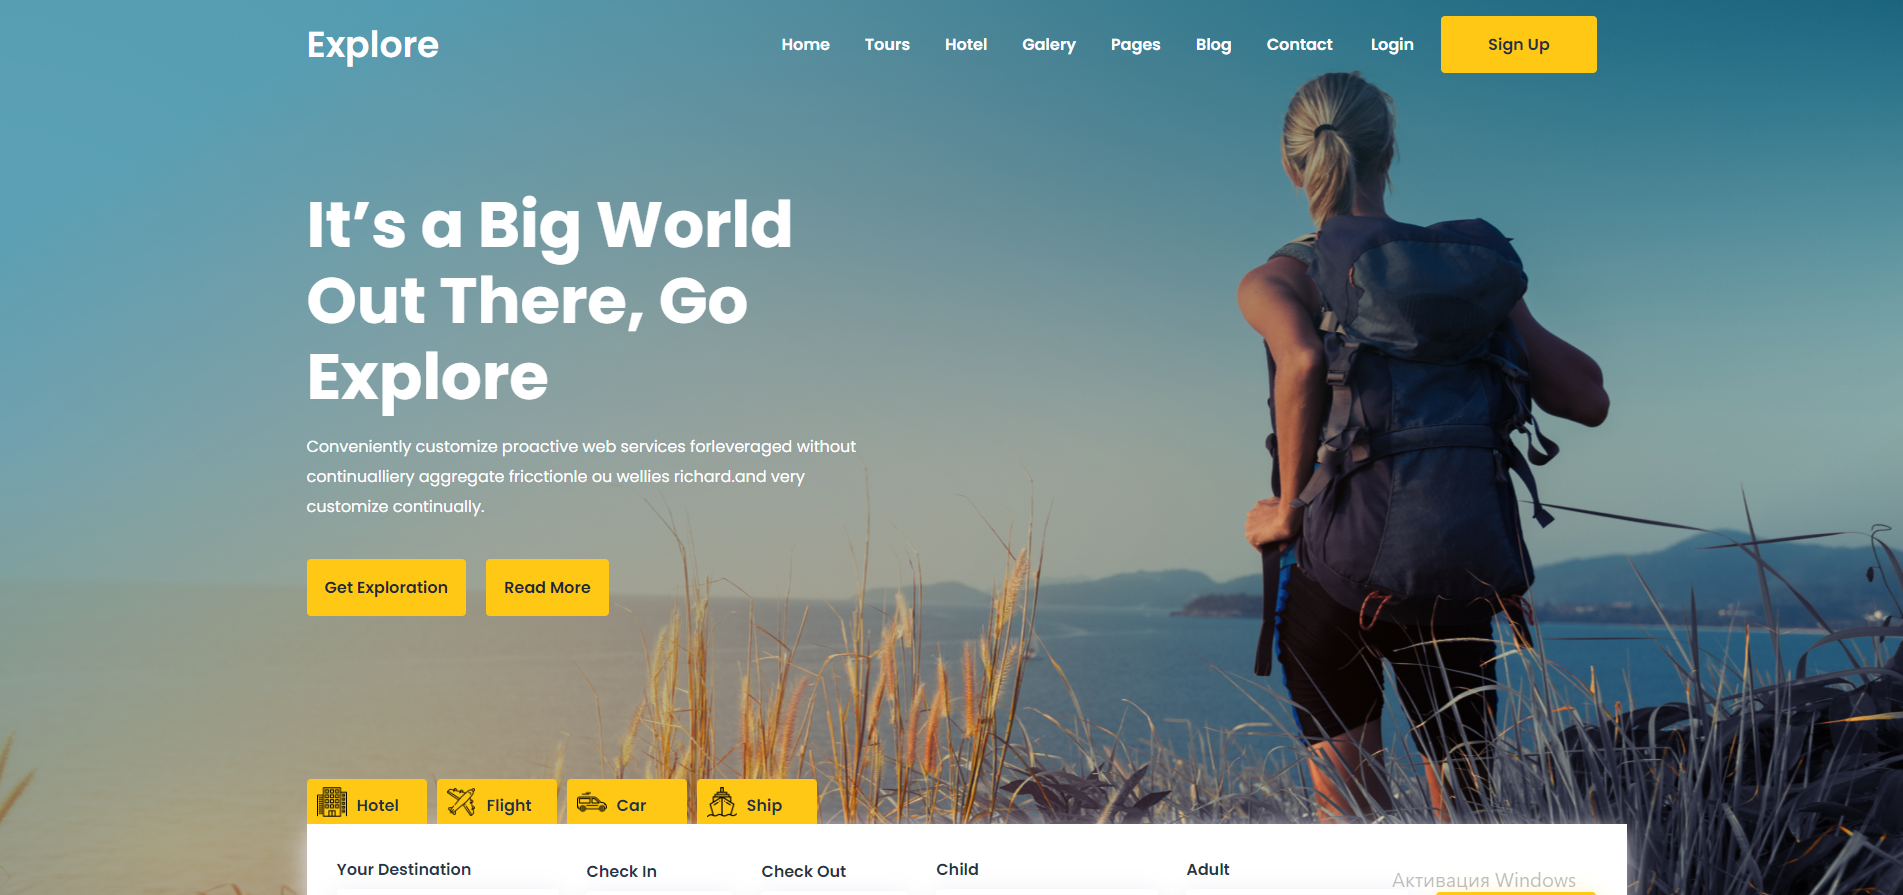 Explore
Home Tours Hotel Galery Pages Blog Contact Login Sign Up
It’s a Big World
Out There, Go
Explore
Conveniently customize proactive web services forleveraged without
continualliery aggregate fricctionle ou wellies richard.and very
customize continually.
Get Exploration Read More
Hotel Flight Car Ship
Your Destination Check In Check Out Child Adult
Активация Windows